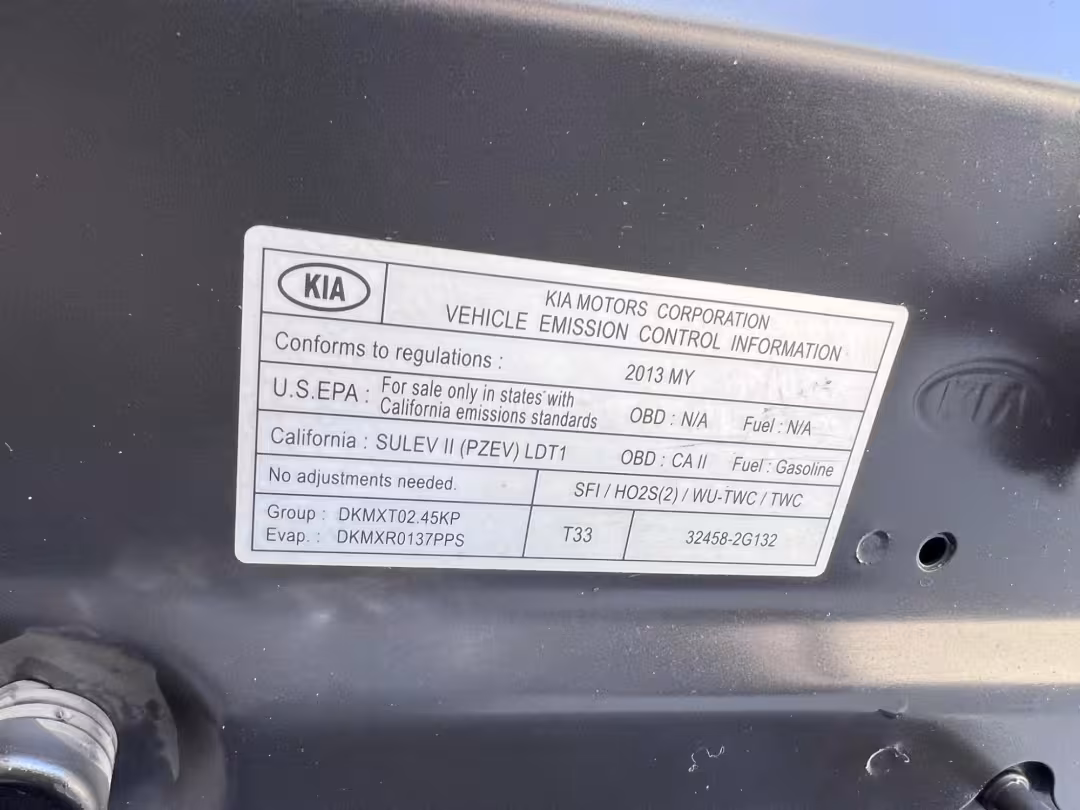 KIA
KIA MOTORS CORPORATION
VEHICLE EMISSION CONTROL INFORMATION
Conforms to regulations : 2013 MY
U.S.EPA : For sale only in states with
California emissions standards OBD : N/A Fuel : N/A
California : SULEV II (PZEV) LDT1 OBD : CA II Fuel : Gasoline
No adjustments needed. SFI / HO2S(2) / WU-TWC / TWC
Group : DKMXT02.45KP
Evap. : DKMXR0137PPS T33 32458-2G132